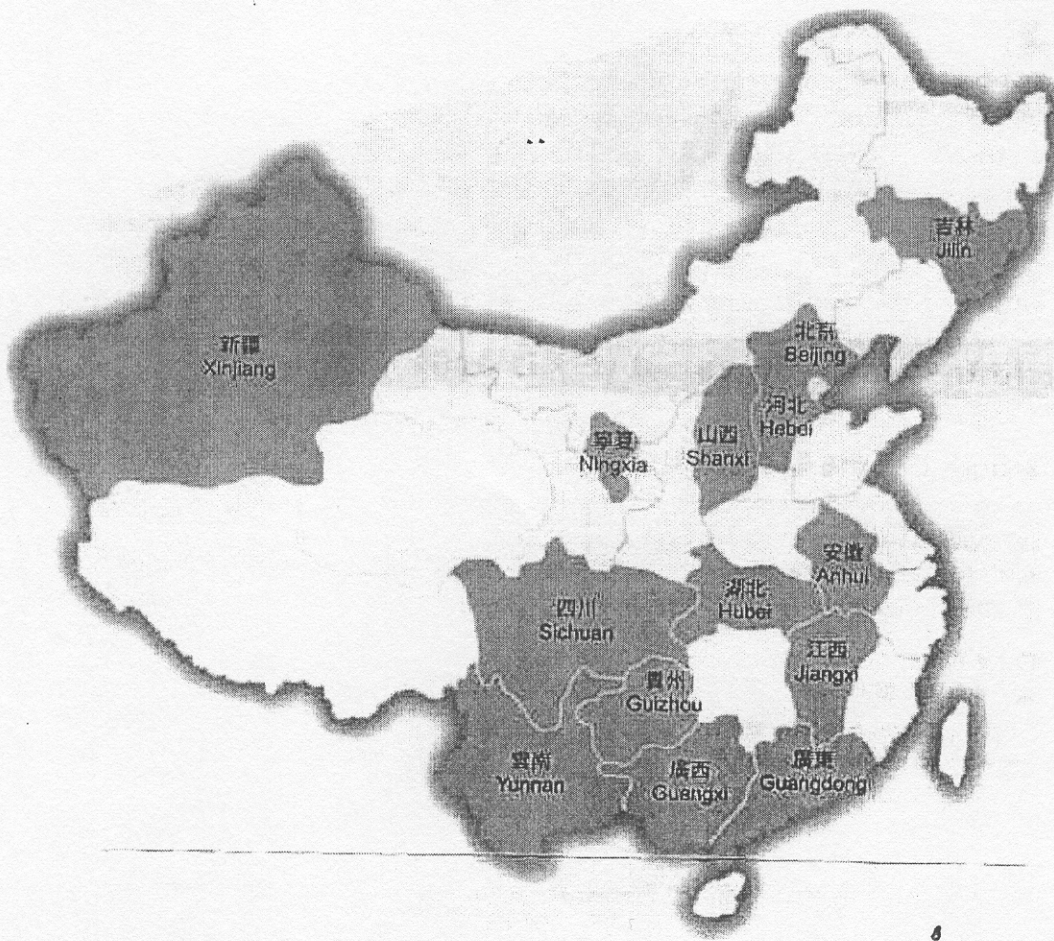 吉林
Jilin
北京
Beijing
新疆
Xinjiang
河北
Hebei
山西
Shanxi
寧夏
Ningxia
安徽
Anhui
湖北
Hubei
四川
Sichuan
江西
Jiangxi
貴州
Guizhou
雲南
Yunnan
廣西
Guangxi
廣東
Guangdong